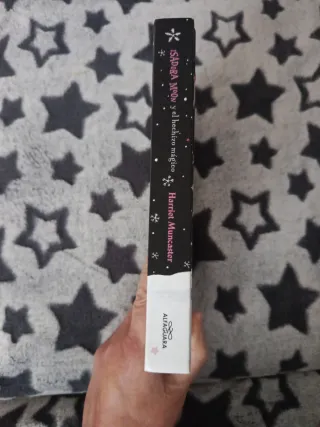 ISADORA MOON y el hechizo mágico Harriet Muncaster
ALFAGUARA